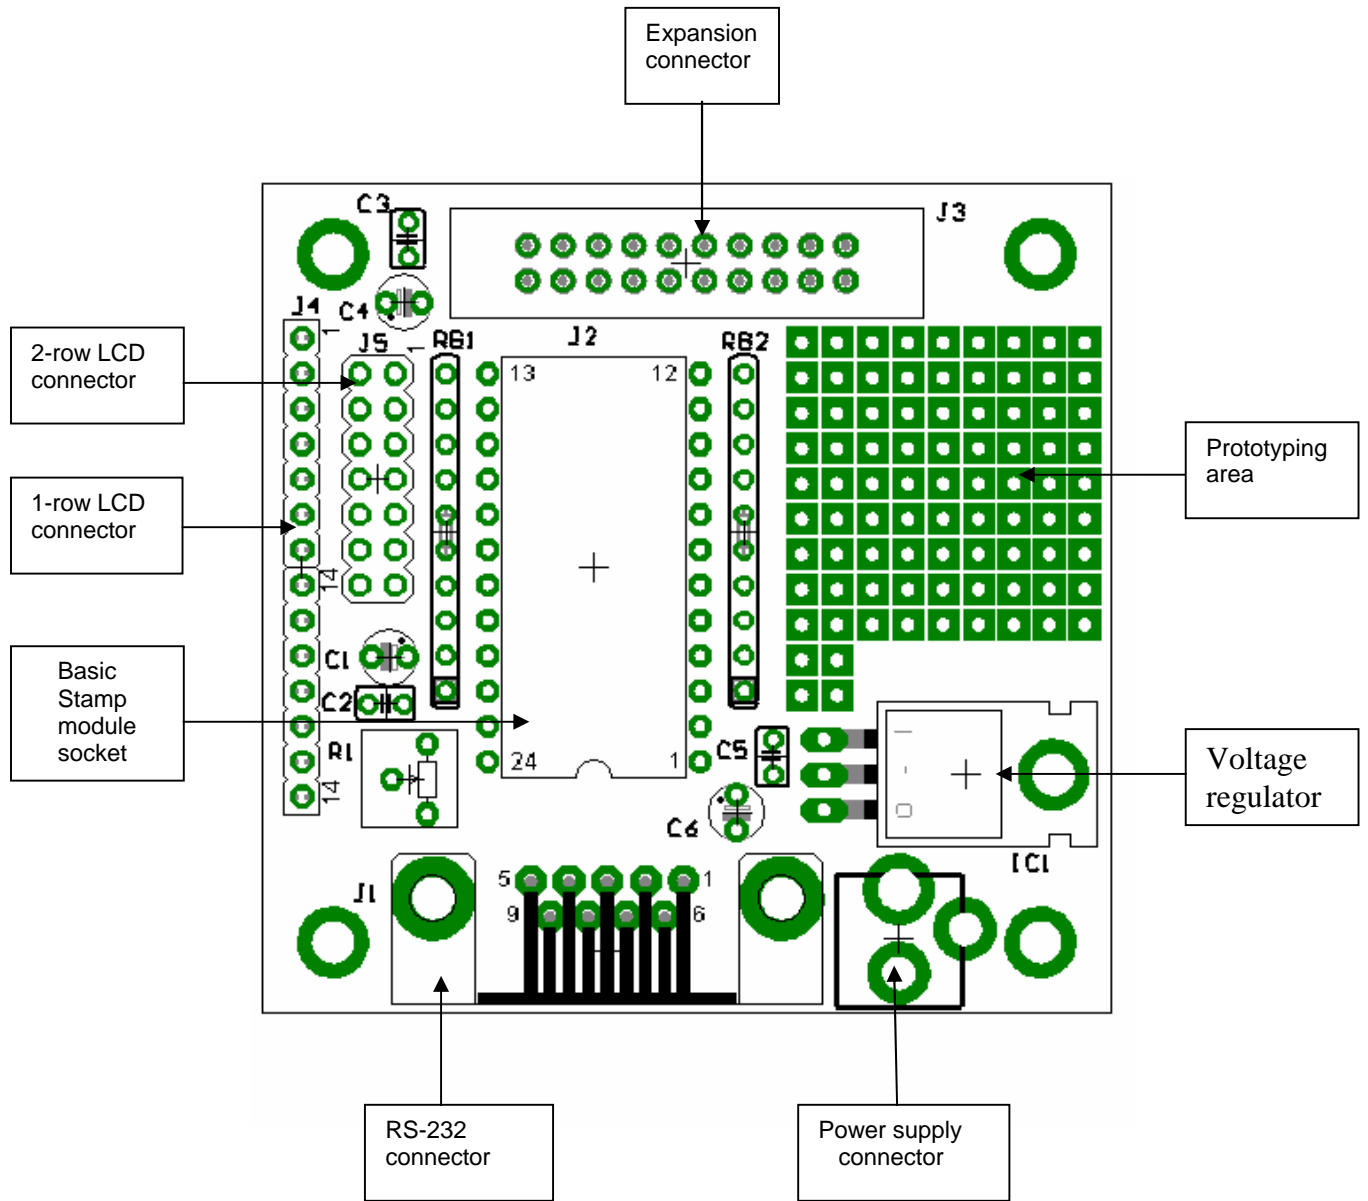 Expansion
connector
C3
J3
J4
1
C4
J5
1
RB1
J2
RB2
2-row LCD
connector
13
12
Prototyping
area
1-row LCD
connector
14
Basic
Stamp
module
socket
C1
C2
R1
24
1
C5
I
-
O
Voltage
regulator
14
C6
IC1
J1
5
1
9
6
RS-232
connector
Power supply
connector